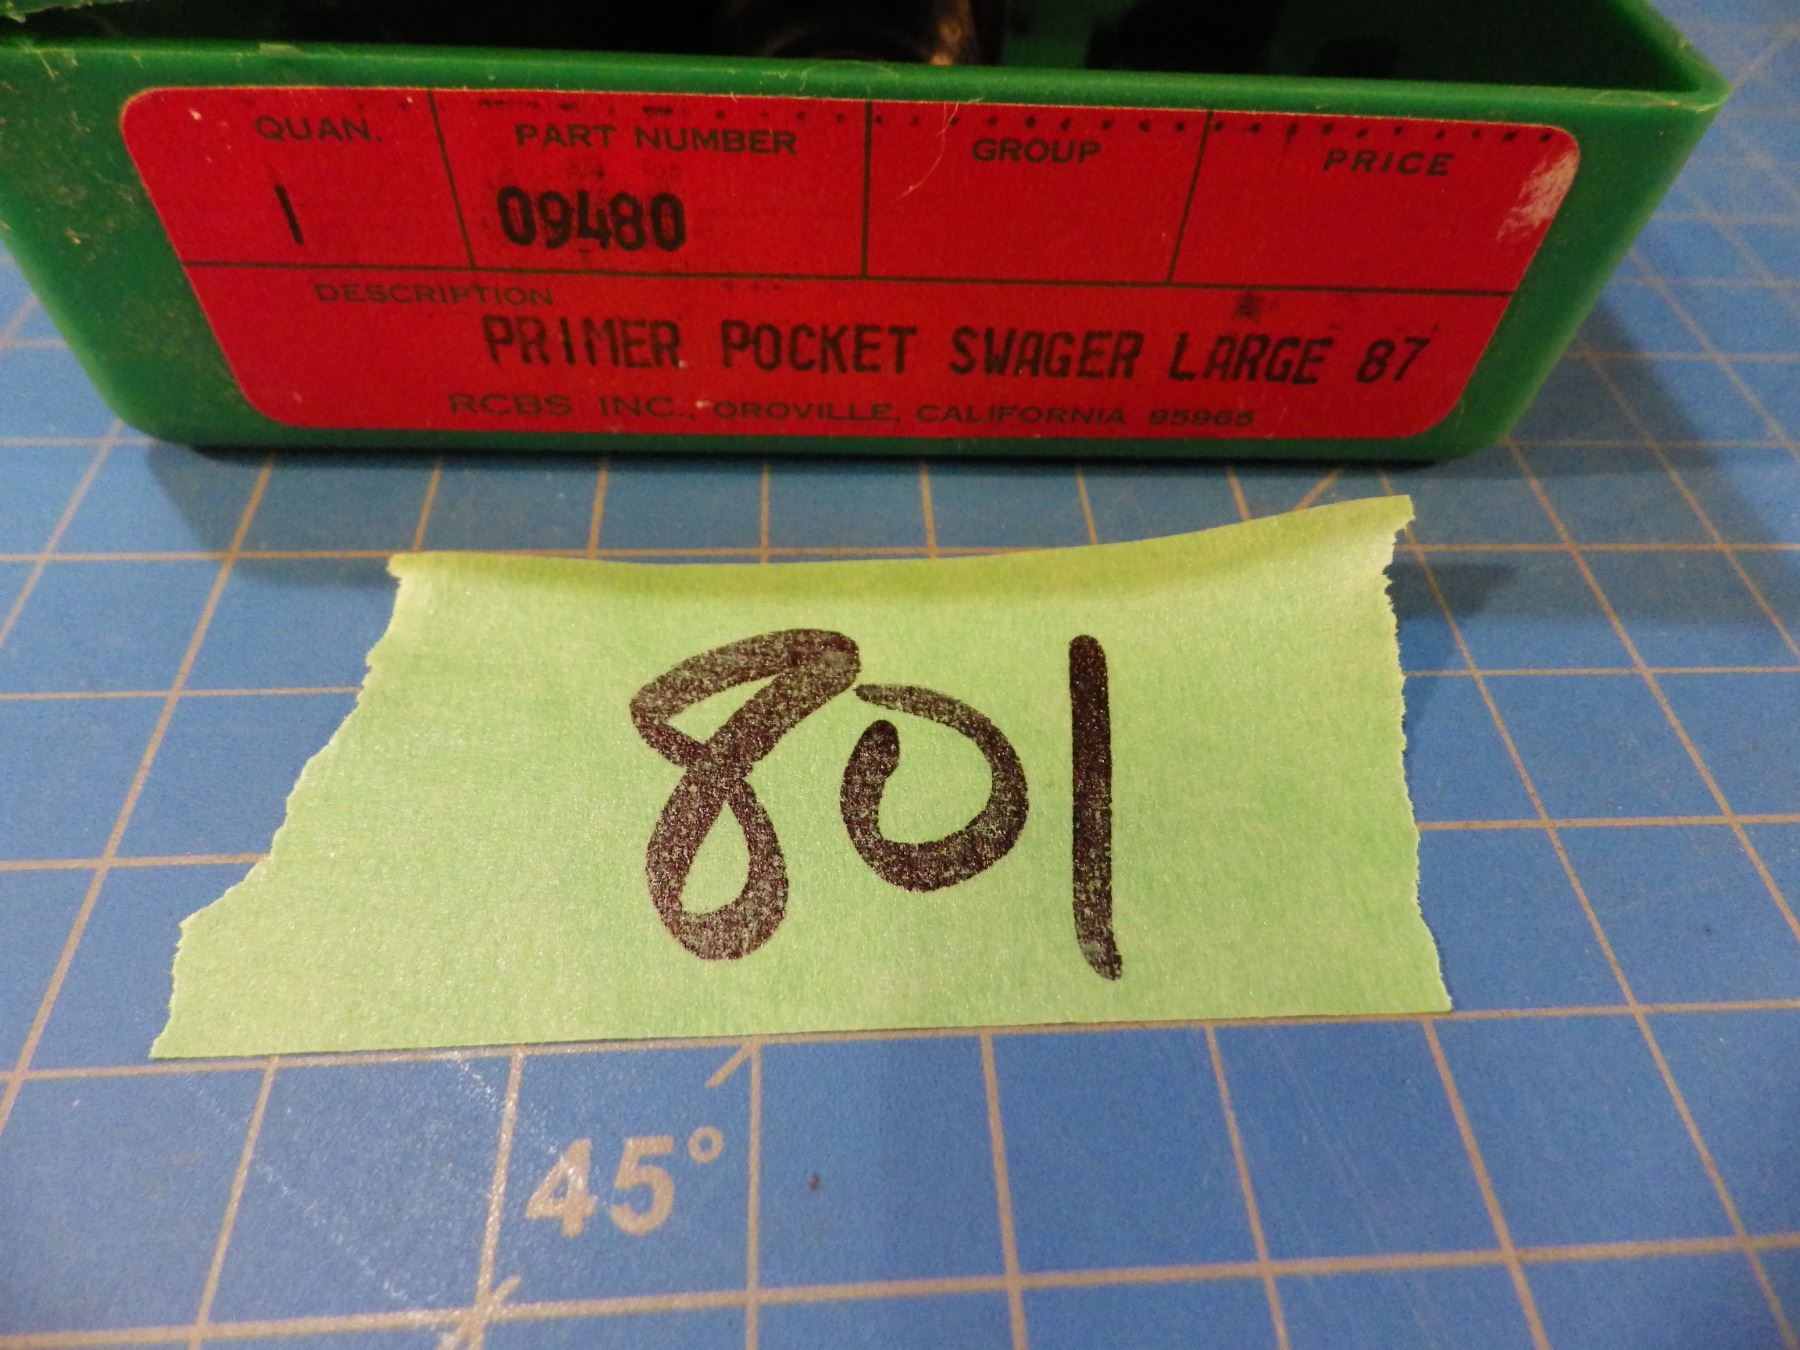 QUAN. PART NUMBER GROUP PRICE
1 09480
DESCRIPTION
PRIMER POCKET SWAGER LARGE 87
RCBS INC., OROVILLE, CALIFORNIA 95965
801
45°